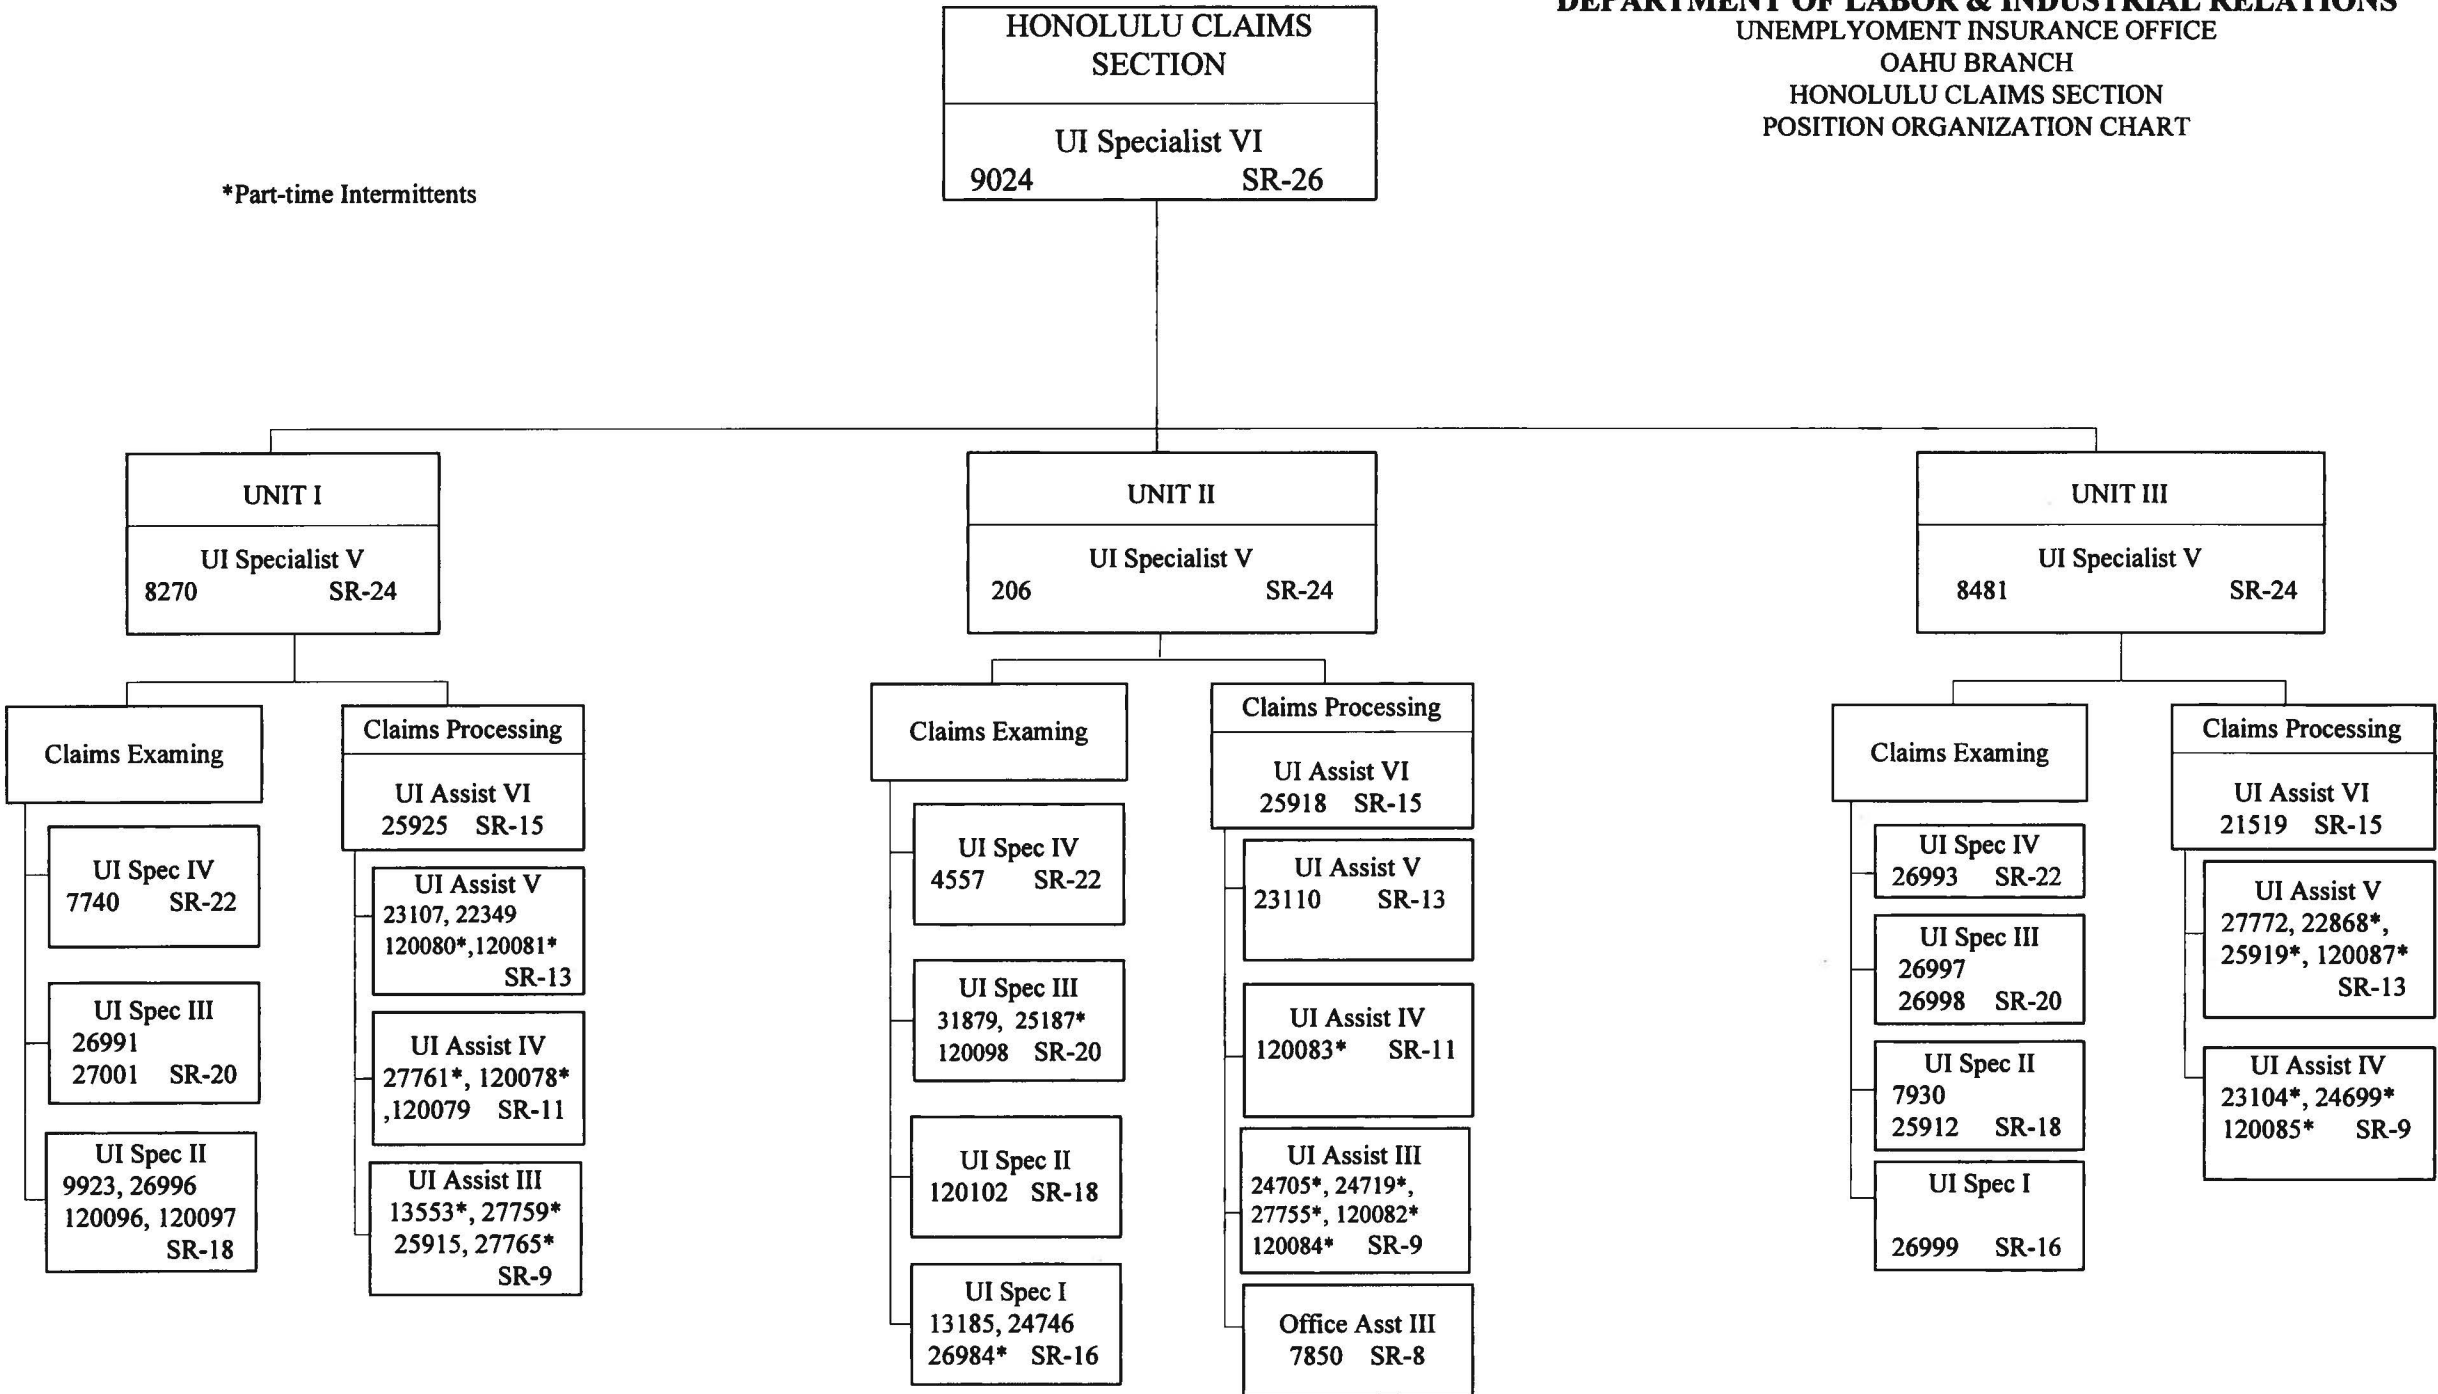 DEPARTMENT OF LABOR & INDUSTRIAL RELATIONS
UNEMPLYOMENT INSURANCE OFFICE
OAHU BRANCH
HONOLULU CLAIMS SECTION
POSITION ORGANIZATION CHART
HONOLULU CLAIMS
SECTION
UI Specialist VI
9024 SR-26
*Part-time Intermittents
UNIT I
UI Specialist V
8270 SR-24
Claims Examing
UI Spec IV
7740 SR-22
UI Spec III
26991
27001 SR-20
UI Spec II
9923, 26996
120096, 120097
SR-18
Claims Processing
UI Assist VI
25925 SR-15
UI Assist V
23107, 22349
120080*,120081*
SR-13
UI Assist IV
27761*, 120078*
,120079 SR-11
UI Assist III
13553*, 27759*
25915, 27765*
SR-9
UNIT II
UI Specialist V
206 SR-24
Claims Examing
UI Spec IV
4557 SR-22
UI Spec III
31879, 25187*
120098 SR-20
UI Spec II
120102 SR-18
UI Spec I
13185, 24746
26984* SR-16
Claims Processing
UI Assist VI
25918 SR-15
UI Assist V
23110 SR-13
UI Assist IV
120083* SR-11
UI Assist III
24705*, 24719*,
27755*, 120082*
120084* SR-9
Office Asst III
7850 SR-8
UNIT III
UI Specialist V
8481 SR-24
Claims Examing
UI Spec IV
26993 SR-22
UI Spec III
26997
26998 SR-20
UI Spec II
7930
25912 SR-18
UI Spec I
26999 SR-16
Claims Processing
UI Assist VI
21519 SR-15
UI Assist V
27772, 22868*,
25919*, 120087*
SR-13
UI Assist IV
23104*, 24699*
120085* SR-9